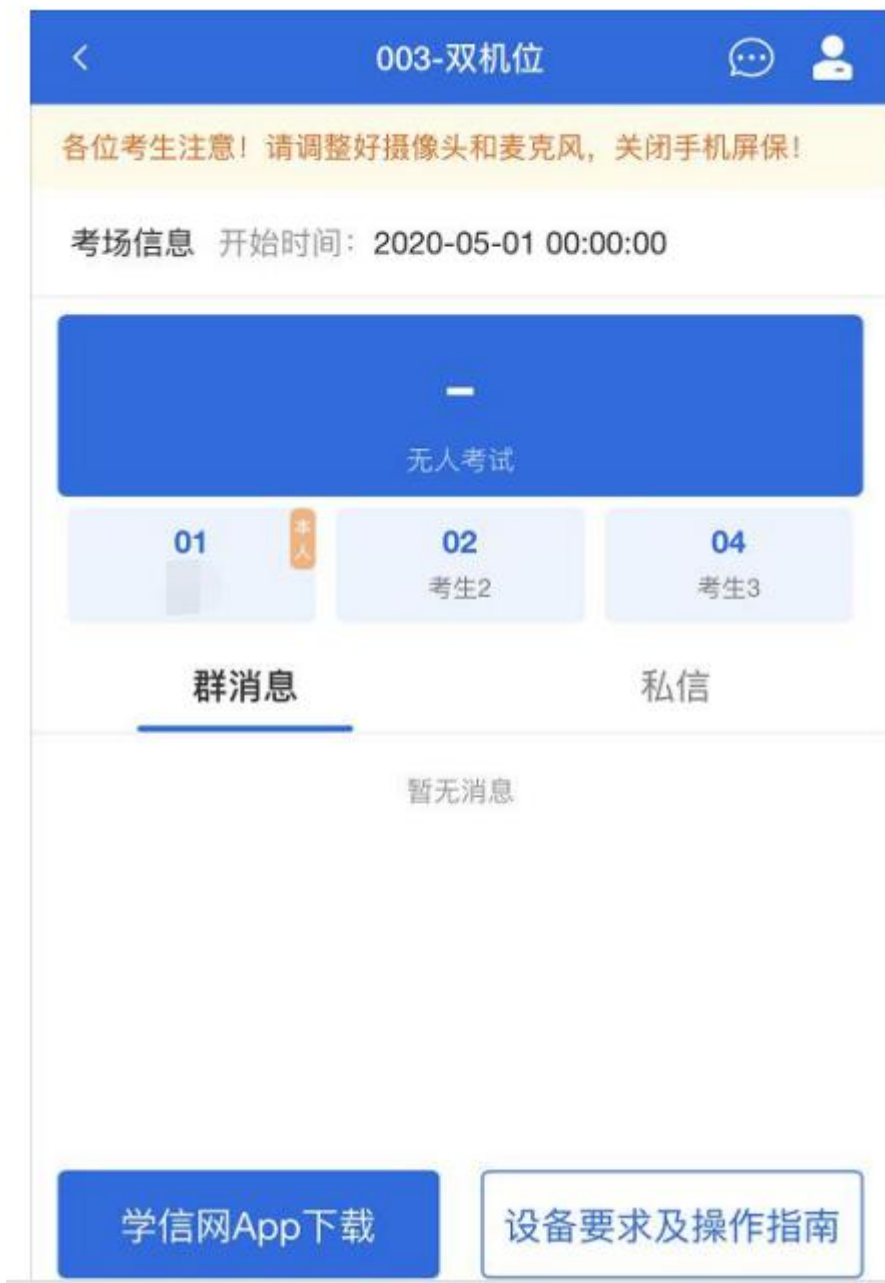 003-双机位
各位考生注意！请调整好摄像头和麦克风，关闭手机屏保！
考场信息 开始时间：2020-05-01 00:00:00
-
无人考试
01 本人 02 04
考生2 考生3
群消息 私信
暂无消息
学信网App下载 设备要求及操作指南